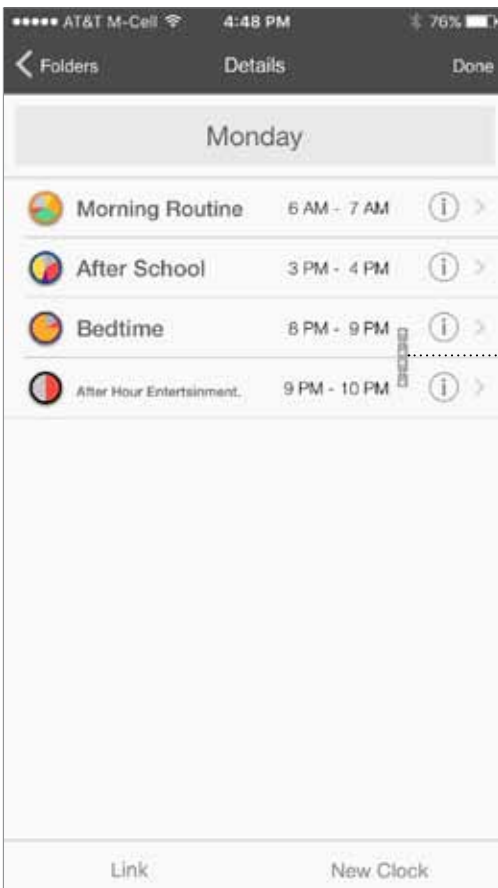 AT&T M-Cell 4:48 PM 76%
Folders Details Done
Monday
Morning Routine 6 AM - 7 AM
After School 3 PM - 4 PM
Bedtime 8 PM - 9 PM
After Hour Entertainment. 9 PM - 10 PM
Link New Clock